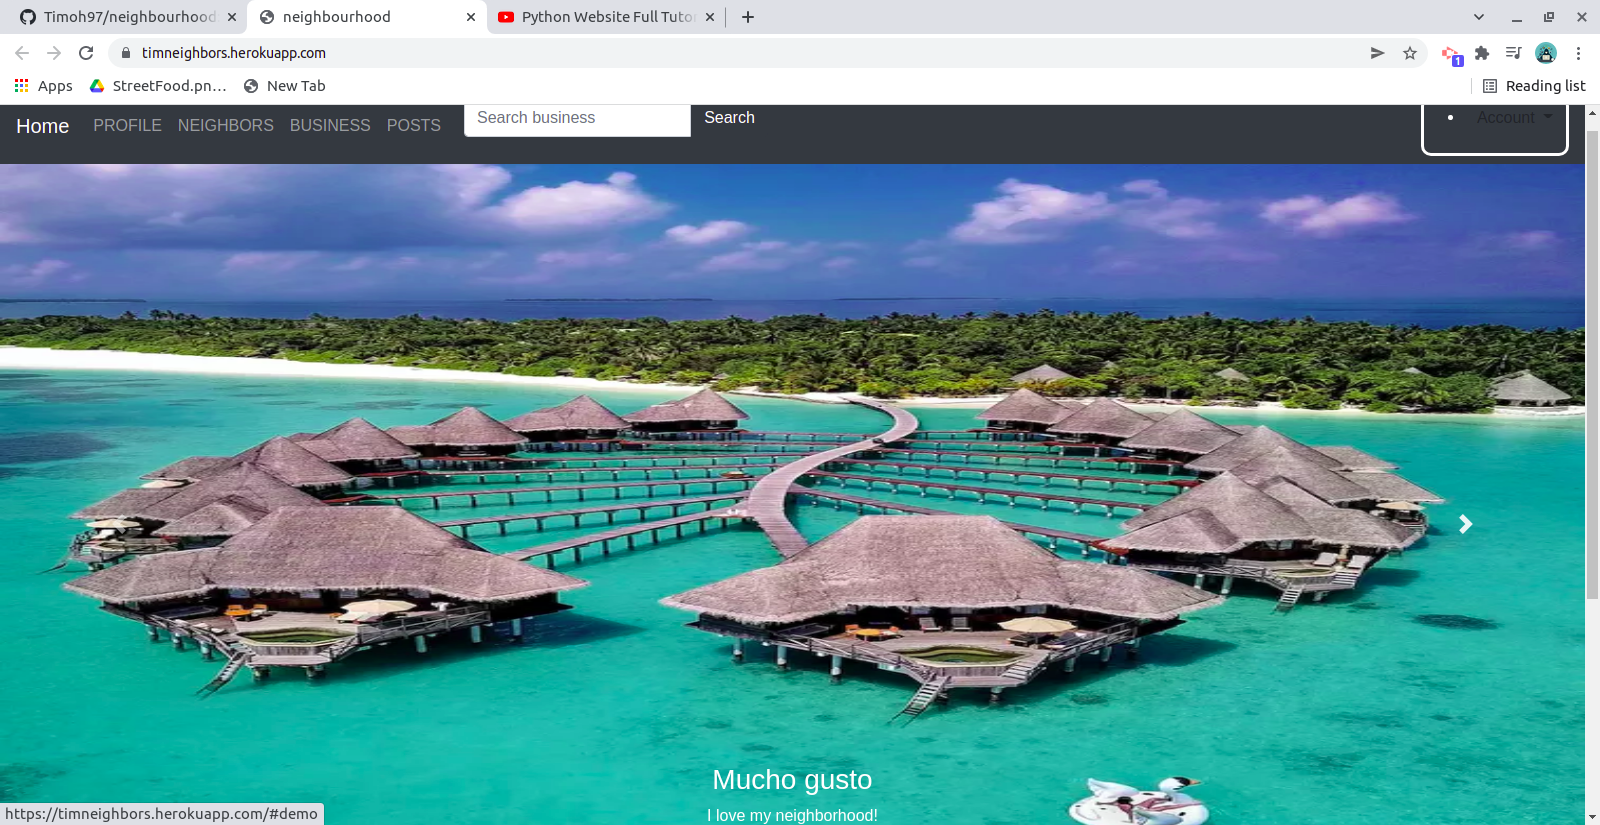 Timoh97/neighbourhood
neighbourhood
Python Website Full Tuto
timneighbors.herokuapp.com
1
Apps
StreetFood.pn...
New Tab
Reading list
Home
PROFILE
NEIGHBORS
BUSINESS
POSTS
Search business
Search
Account
Mucho gusto
I love my neighborhood!
https://timneighbors.herokuapp.com/#demo